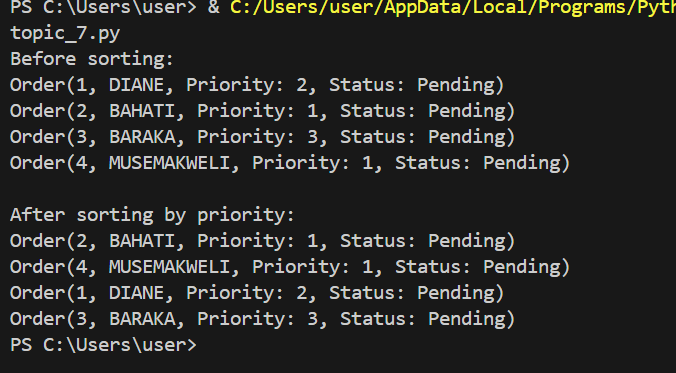 PS C:\Users\user> & C:/Users/user/AppData/Local/Programs/Pyth
topic_7.py
Before sorting:
Order(1, DIANE, Priority: 2, Status: Pending)
Order(2, BAHATI, Priority: 1, Status: Pending)
Order(3, BARAKA, Priority: 3, Status: Pending)
Order(4, MUSEMAKWELI, Priority: 1, Status: Pending)

After sorting by priority:
Order(2, BAHATI, Priority: 1, Status: Pending)
Order(4, MUSEMAKWELI, Priority: 1, Status: Pending)
Order(1, DIANE, Priority: 2, Status: Pending)
Order(3, BARAKA, Priority: 3, Status: Pending)
PS C:\Users\user>